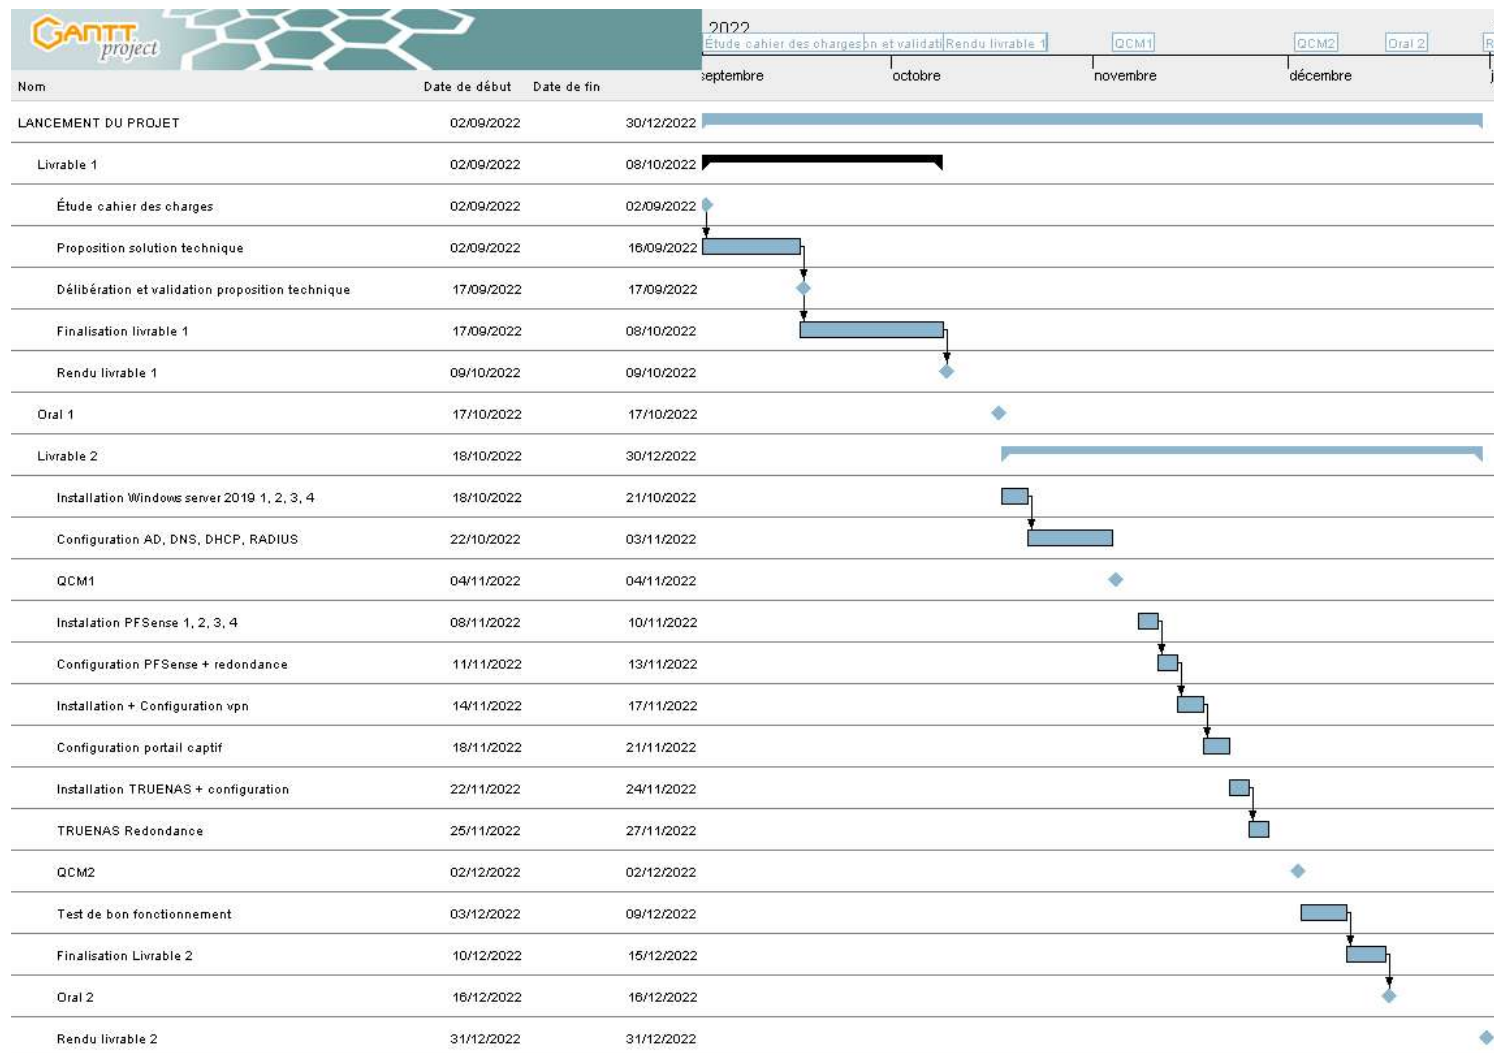 GANTT
project
2022
Étude cahier des charges on et validati Rendu livrable 1 QCM1 QCM2 Oral 2 R
septembre octobre novembre décembre j
Nom Date de début Date de fin
LANCEMENT DU PROJET 02/09/2022 30/12/2022
Livrable 1 02/09/2022 08/10/2022
Étude cahier des charges 02/09/2022 02/09/2022
Proposition solution technique 02/09/2022 16/09/2022
Délibération et validation proposition technique 17/09/2022 17/09/2022
Finalisation livrable 1 17/09/2022 08/10/2022
Rendu livrable 1 09/10/2022 09/10/2022
Oral 1 17/10/2022 17/10/2022
Livrable 2 18/10/2022 30/12/2022
Installation Windows server 2019 1, 2, 3, 4 18/10/2022 21/10/2022
Configuration AD, DNS, DHCP, RADIUS 22/10/2022 03/11/2022
QCM1 04/11/2022 04/11/2022
Instalation PFSense 1, 2, 3, 4 08/11/2022 10/11/2022
Configuration PFSense + redondance 11/11/2022 13/11/2022
Installation + Configuration vpn 14/11/2022 17/11/2022
Configuration portail captif 18/11/2022 21/11/2022
Installation TRUENAS + configuration 22/11/2022 24/11/2022
TRUENAS Redondance 25/11/2022 27/11/2022
QCM2 02/12/2022 02/12/2022
Test de bon fonctionnement 03/12/2022 09/12/2022
Finalisation Livrable 2 10/12/2022 15/12/2022
Oral 2 16/12/2022 16/12/2022
Rendu livrable 2 31/12/2022 31/12/2022